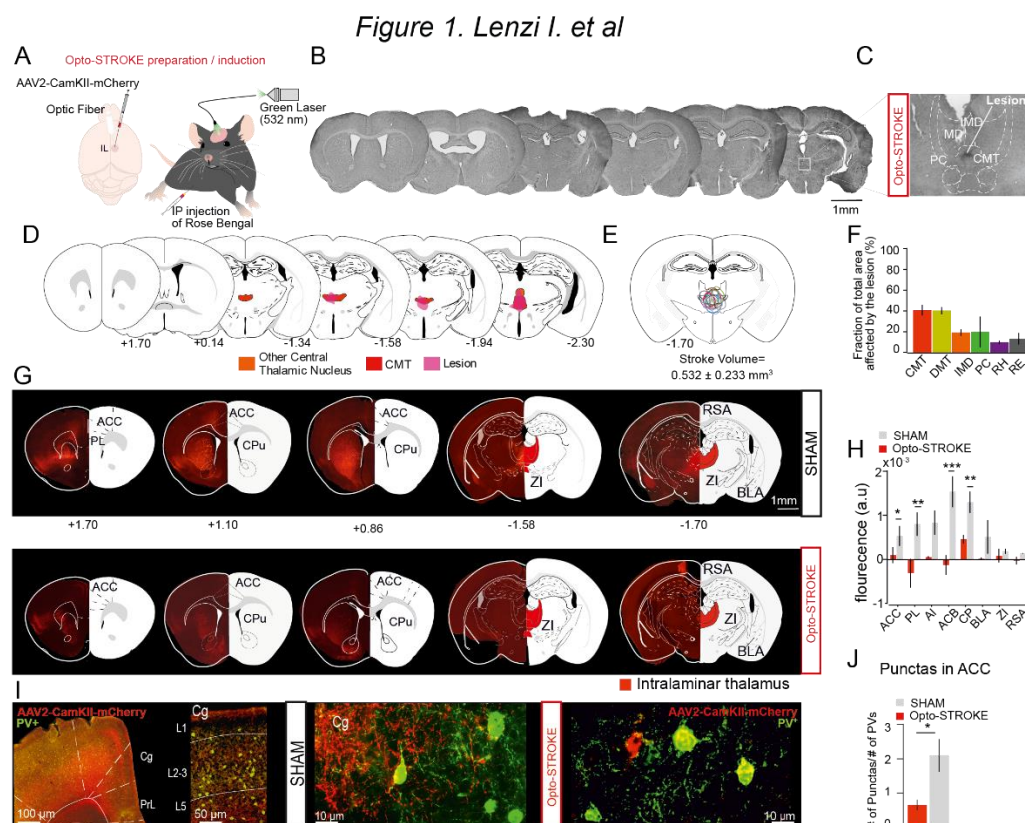 Figure 1. Lenzi I. et al
A
Opto-STROKE preparation / induction
AAV2-CamKII-mCherry
Optic Fiber
IL
Green Laser
(532 nm)
IP injection
of Rose Bengal
B
1mm
C
Opto-STROKE
Lesion
IMD
MD
PC
CMT
D
+1.70
+0.14
-1.34
-1.58
-1.94
-2.30
Other Central
Thalamic Nucleus
CMT
Lesion
E
-1.70
Stroke Volume=
0.532 ± 0.233 mm³
F
Fraction of total area
affected by the lesion (%)
100
80
60
40
20
0
CMT
DMT
IMD
PC
RH
RE
G
ACC
PL
ACC
CPu
ACC
CPu
ZI
RSA
ZI
BLA
1mm
SHAM
+1.70
+1.10
+0.86
-1.58
-1.70
ACC
ACC
CPu
ACC
CPu
ZI
RSA
ZI
BLA
Opto-STROKE
Intralaminar thalamus
H
SHAM
Opto-STROKE
x10⁻³
flourecence (a.u)
2
1
0
-1
*
**
***
**
ACC
PL
AI
ACB
CP
BLA
ZI
RSA
I
AAV2-CamKII-mCherry
PV+
Cg
PrL
100 µm
Cg
L1
L2-3
L5
50 µm
SHAM
Cg
10 µm
Opto-STROKE
AAV2-CamKII-mCherry
PV+
10 µm
J
Punctas in ACC
SHAM
Opto-STROKE
# of Punctas/# of PVs
3
2
1
0
*